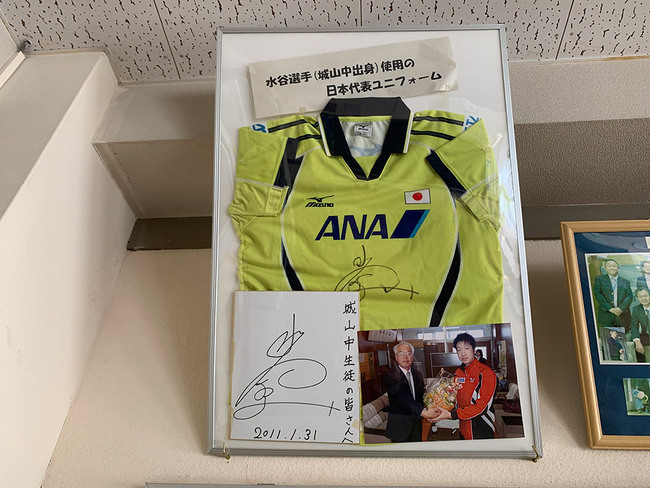 水谷選手(城山中出身)使用の
日本代表ユニフォーム
MIZUNO
ANA
城山中生徒の皆さんへ
2011.1.31